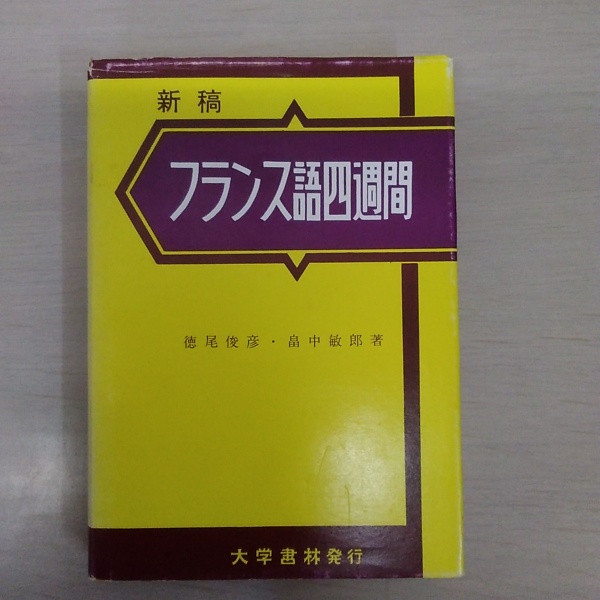 新稿
フランス語四週間
徳尾俊彦・畠中敏郎著
大学書林発行